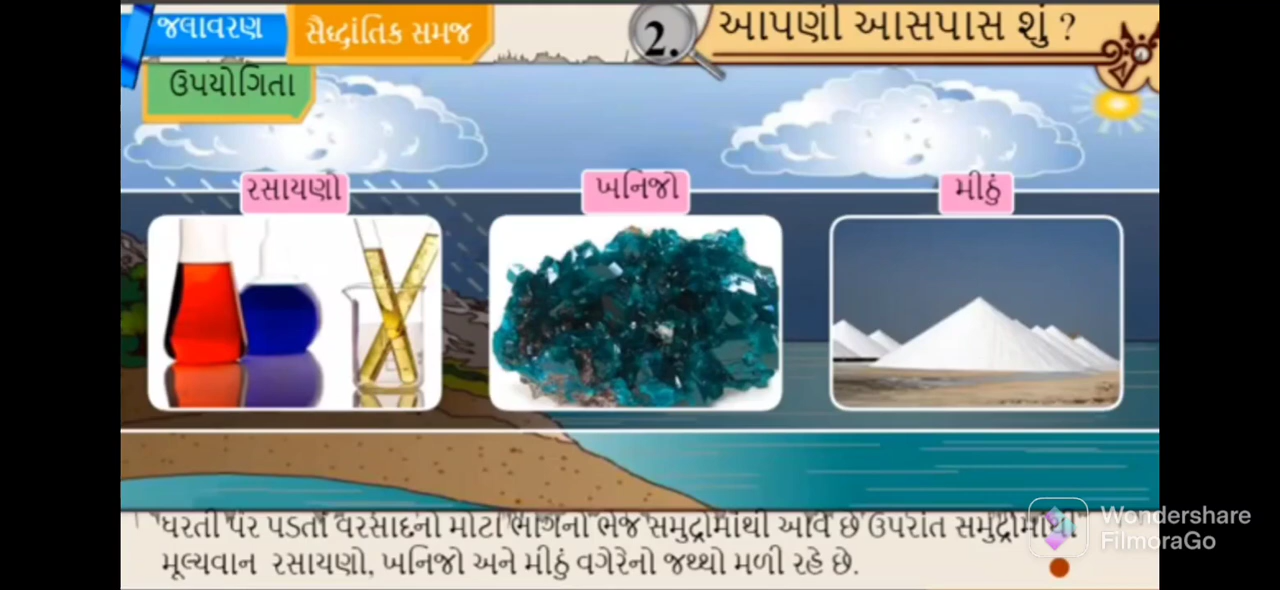 જલાવરણ
સૈદ્ધાંતિક સમજ
2.
આપણી આસપાસ શું ?
ઉપયોગિતા
રસાયણો
ખનિજો
મીઠું
ધરતી પર પડતા વરસાદનો મોટા ભાગનો ભેજ સમુદ્રોમાંથી આવે છે ઉપરાંત સમુદ્રોમાંથી
મૂલ્યવાન રસાયણો, ખનિજો અને મીઠું વગેરેનો જથ્થો મળી રહે છે.
Wondershare
FilmoraGo